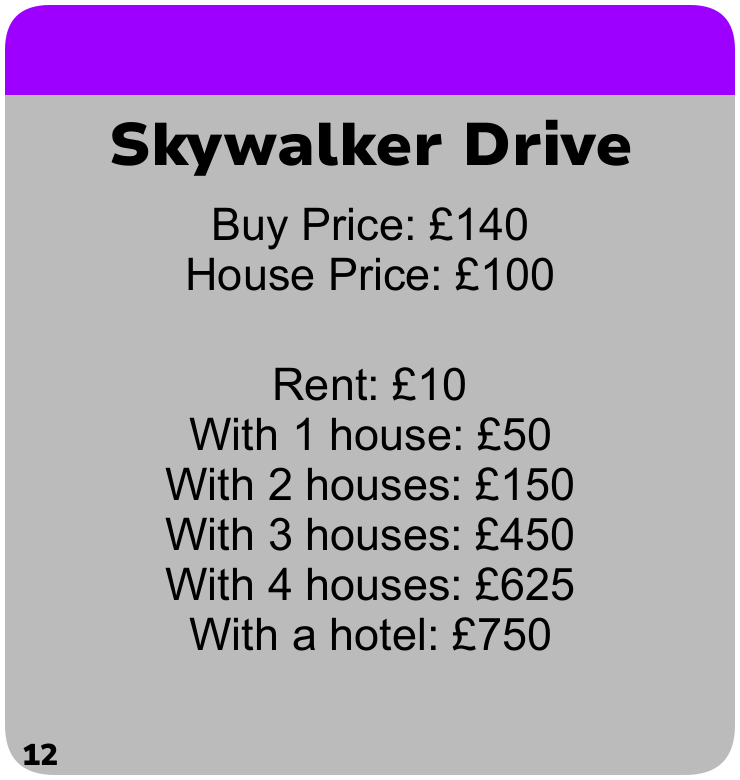 Skywalker Drive
Buy Price: £140
House Price: £100
Rent: £10
With 1 house: £50
With 2 houses: £150
With 3 houses: £450
With 4 houses: £625
With a hotel: £750
12